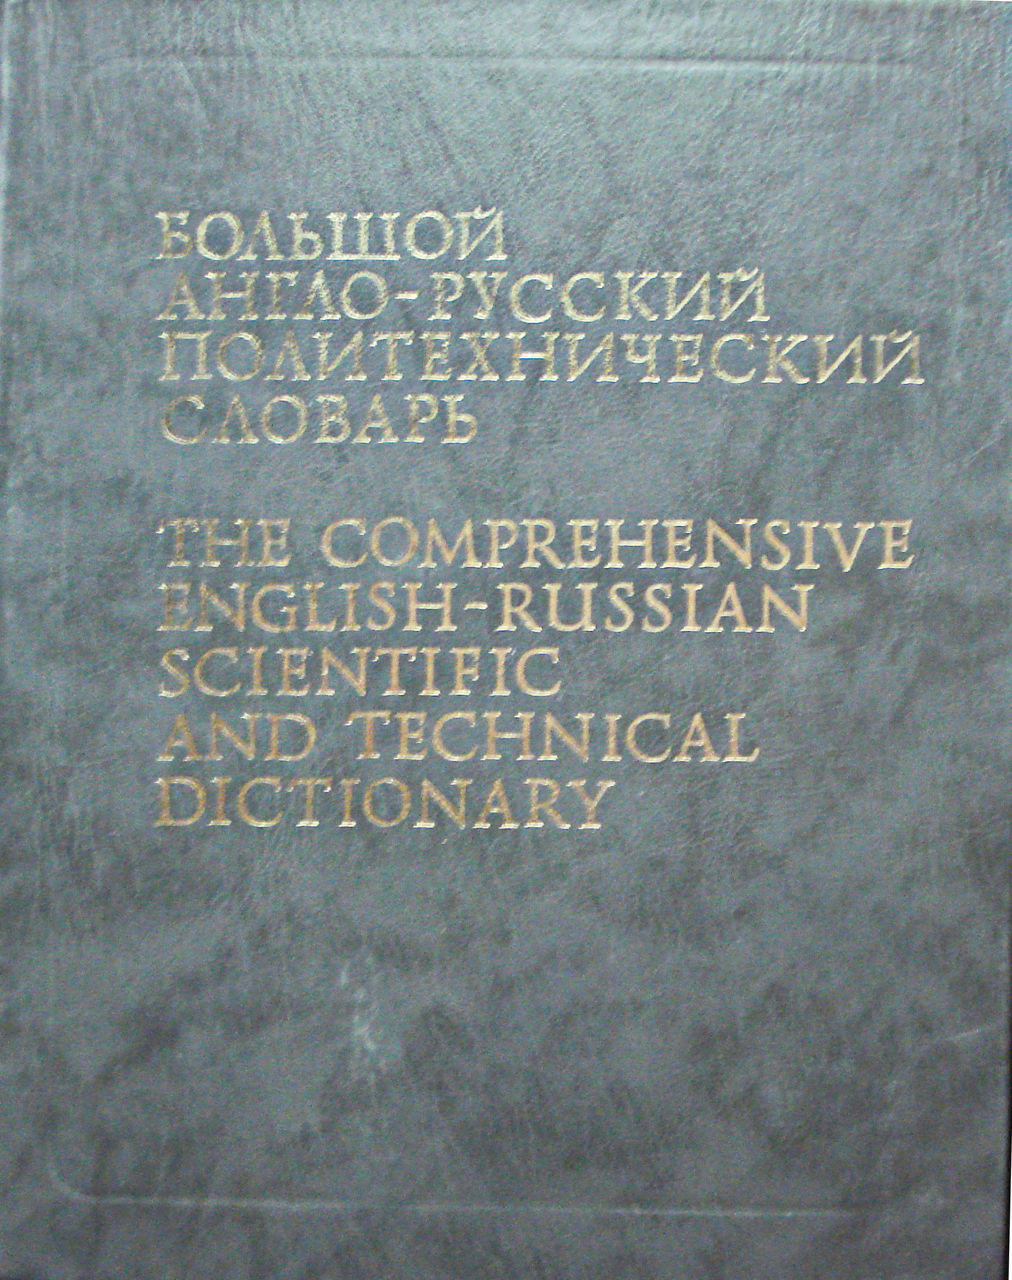 БОЛЬШОЙ
АНГЛО-РУССКИЙ
ПОЛИТЕХНИЧЕСКИЙ
СЛОВАРЬ
THE COMPREHENSIVE
ENGLISH-RUSSIAN
SCIENTIFIC
AND TECHNICAL
DICTIONARY